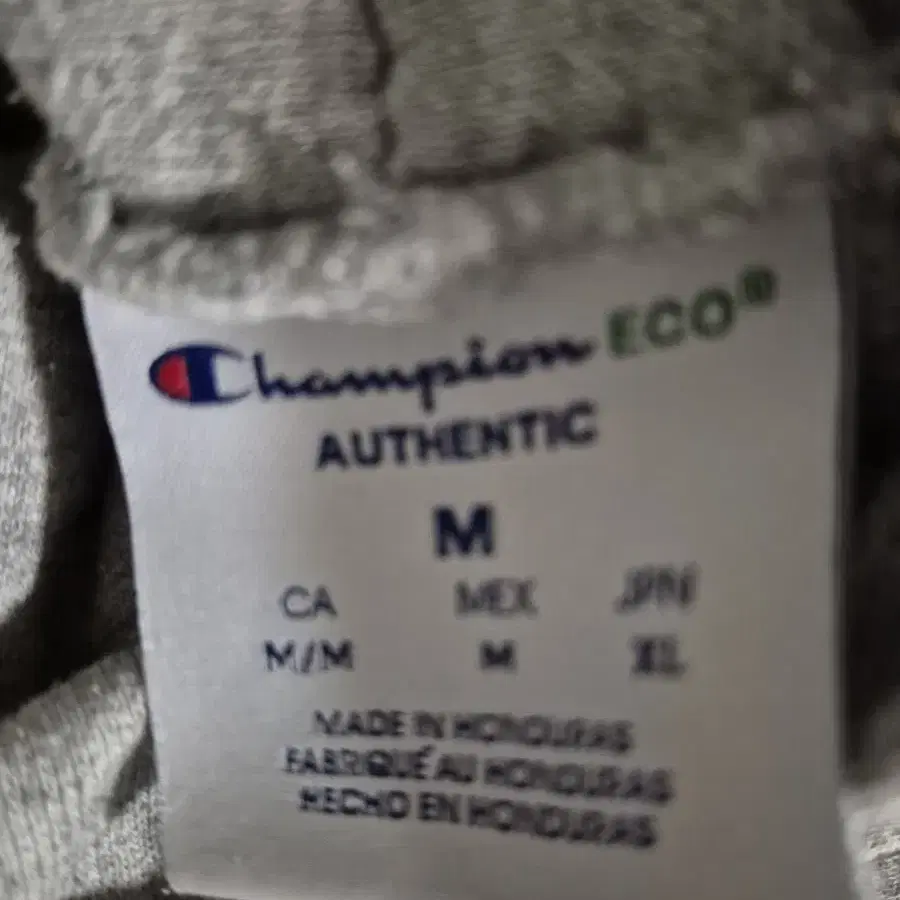 Champion ECO®
AUTHENTIC
M
CA MEX JPN
M/M M XL
MADE IN HONDURAS
FABRIQUÉ AU HONDURAS
HECHO EN HONDURAS